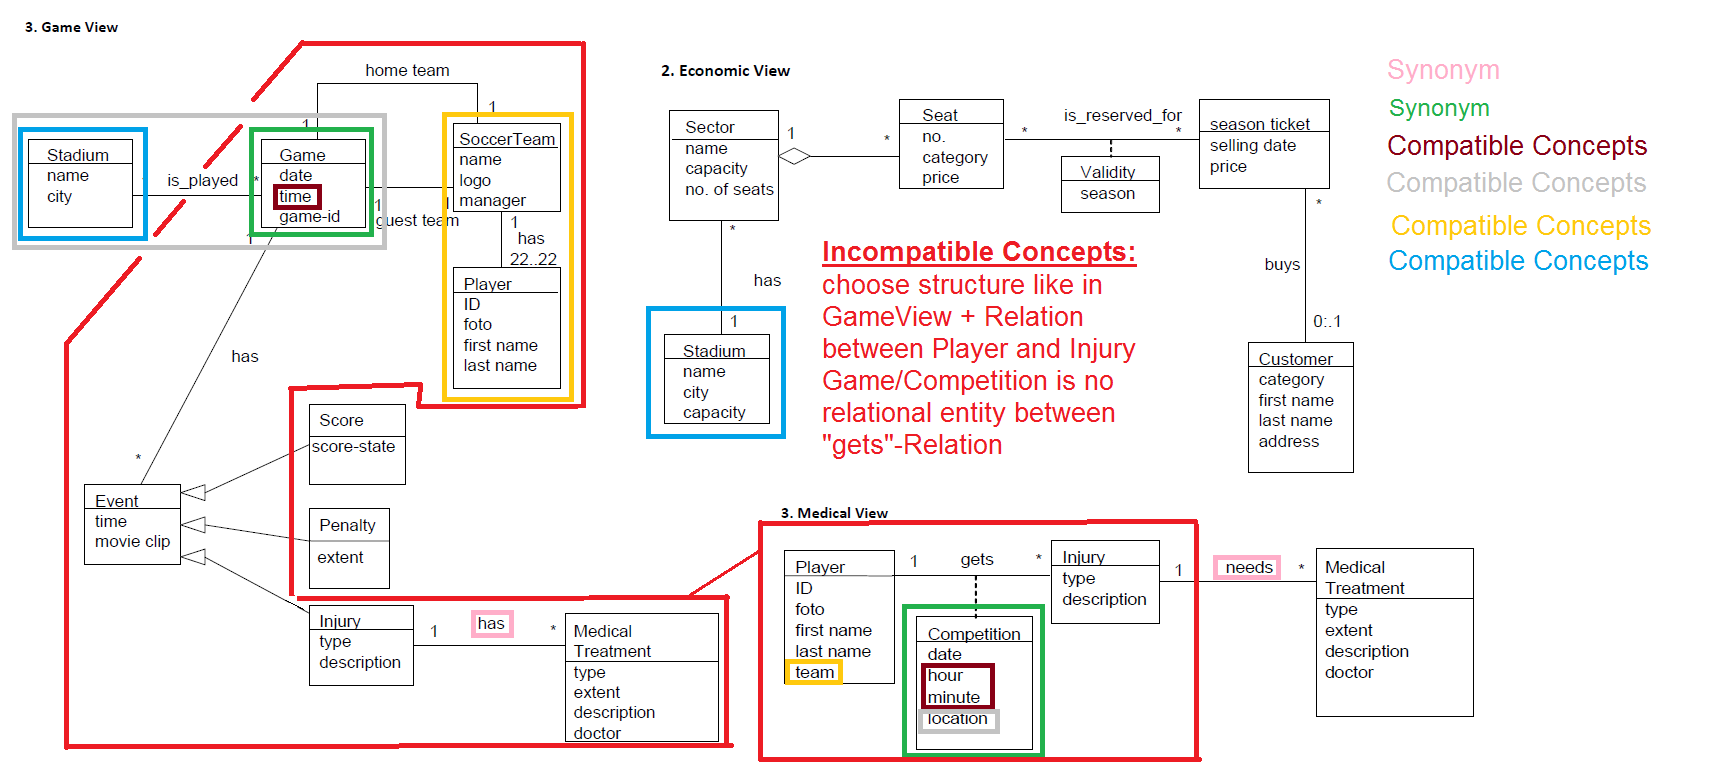 3. Game View
home team
1
1
Stadium
name
city
is_played
*
Game
date
time
game-id
1
1
guest team
1
SoccerTeam
name
logo
manager
1
has
22..22
Player
ID
foto
first name
last name
has
*
Event
time
movie clip
Score
score-state
Penalty
extent
Injury
type
description
1
has
*
Medical
Treatment
type
extent
description
doctor
2. Economic View
Sector
name
capacity
no. of seats
1
*
Seat
no.
category
price
*
is_reserved_for
*
Validity
season
season ticket
selling date
price
*
buys
0:.1
Customer
category
first name
last name
address
*
has
1
Stadium
name
city
capacity
Incompatible Concepts:
choose structure like in
GameView + Relation
between Player and Injury
Game/Competition is no
relational entity between
"gets"-Relation
Synonym
Synonym
Compatible Concepts
Compatible Concepts
Compatible Concepts
Compatible Concepts
3. Medical View
Player
ID
foto
first name
last name
team
1
gets
*
Competition
date
hour
minute
location
Injury
type
description
1
needs
*
Medical
Treatment
type
extent
description
doctor